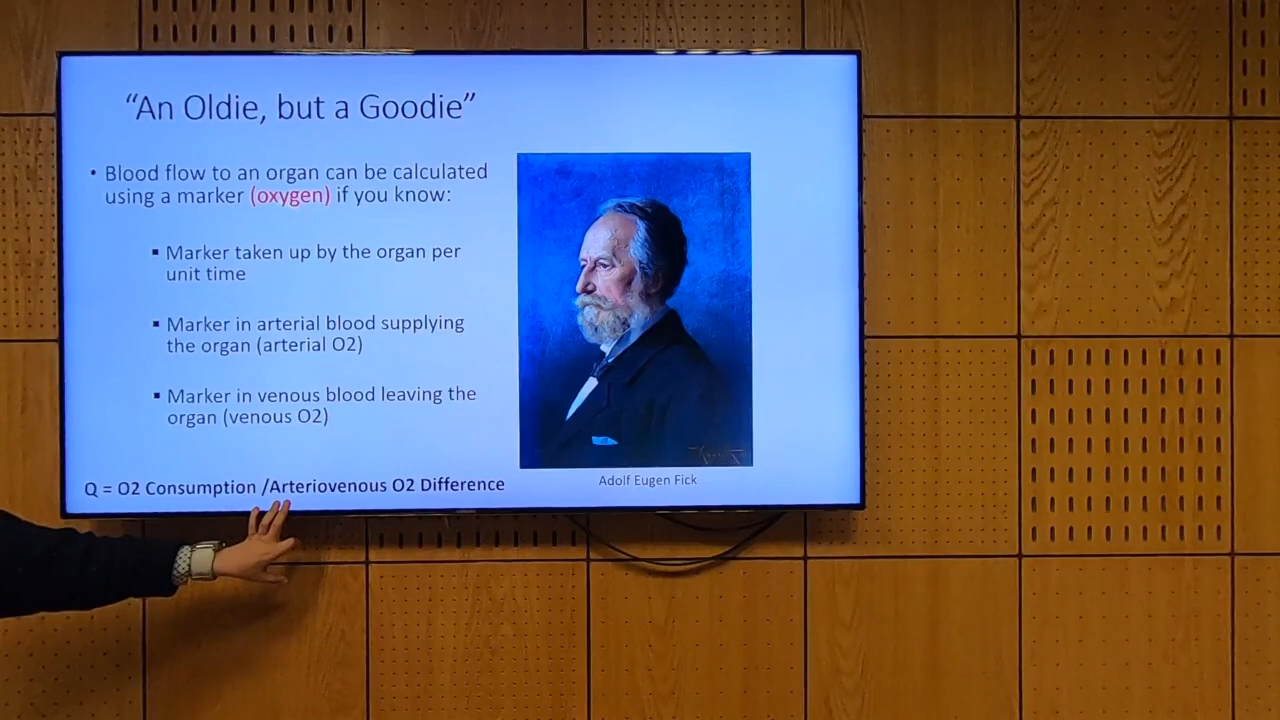 “An Oldie, but a Goodie”
• Blood flow to an organ can be calculated
using a marker (oxygen) if you know:
▪ Marker taken up by the organ per
unit time
▪ Marker in arterial blood supplying
the organ (arterial O2)
▪ Marker in venous blood leaving the
organ (venous O2)
Q = O2 Consumption /Arteriovenous O2 Difference
Adolf Eugen Fick